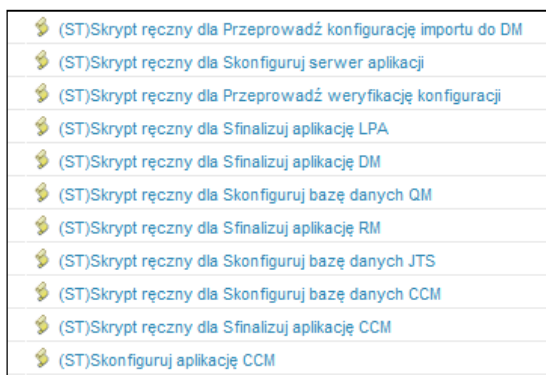 (ST)Skrypt ręczny dla Przeprowadź konfigurację importu do DM
(ST)Skrypt ręczny dla Skonfiguruj serwer aplikacji
(ST)Skrypt ręczny dla Przeprowadź weryfikację konfiguracji
(ST)Skrypt ręczny dla Sfinalizuj aplikację LPA
(ST)Skrypt ręczny dla Sfinalizuj aplikację DM
(ST)Skrypt ręczny dla Skonfiguruj bazę danych QM
(ST)Skrypt ręczny dla Sfinalizuj aplikację RM
(ST)Skrypt ręczny dla Skonfiguruj bazę danych JTS
(ST)Skrypt ręczny dla Skonfiguruj bazę danych CCM
(ST)Skrypt ręczny dla Sfinalizuj aplikację CCM
(ST)Skonfiguruj aplikację CCM